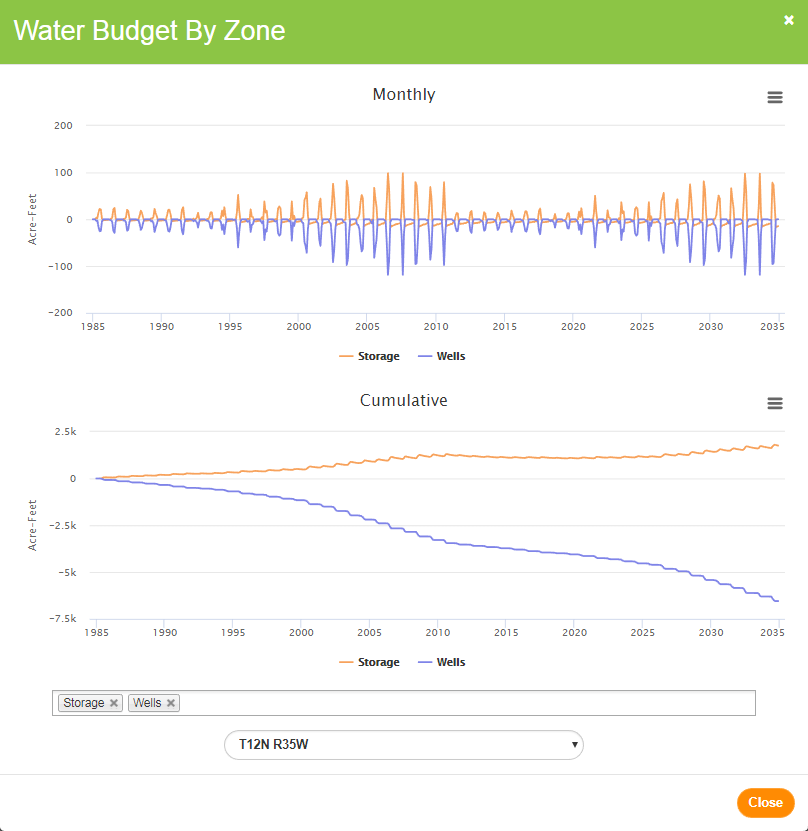 Water Budget By Zone ✖
Monthly
200
100
0
−100
−200
Acre-Feet
1985 1990 1995 2000 2005 2010 2015 2020 2025 2030 2035
Storage Wells
Cumulative
2.5k
0
−2.5k
−5k
−7.5k
Acre-Feet
1985 1990 1995 2000 2005 2010 2015 2020 2025 2030 2035
Storage Wells
Storage ✖ Wells ✖
T12N R35W
Close